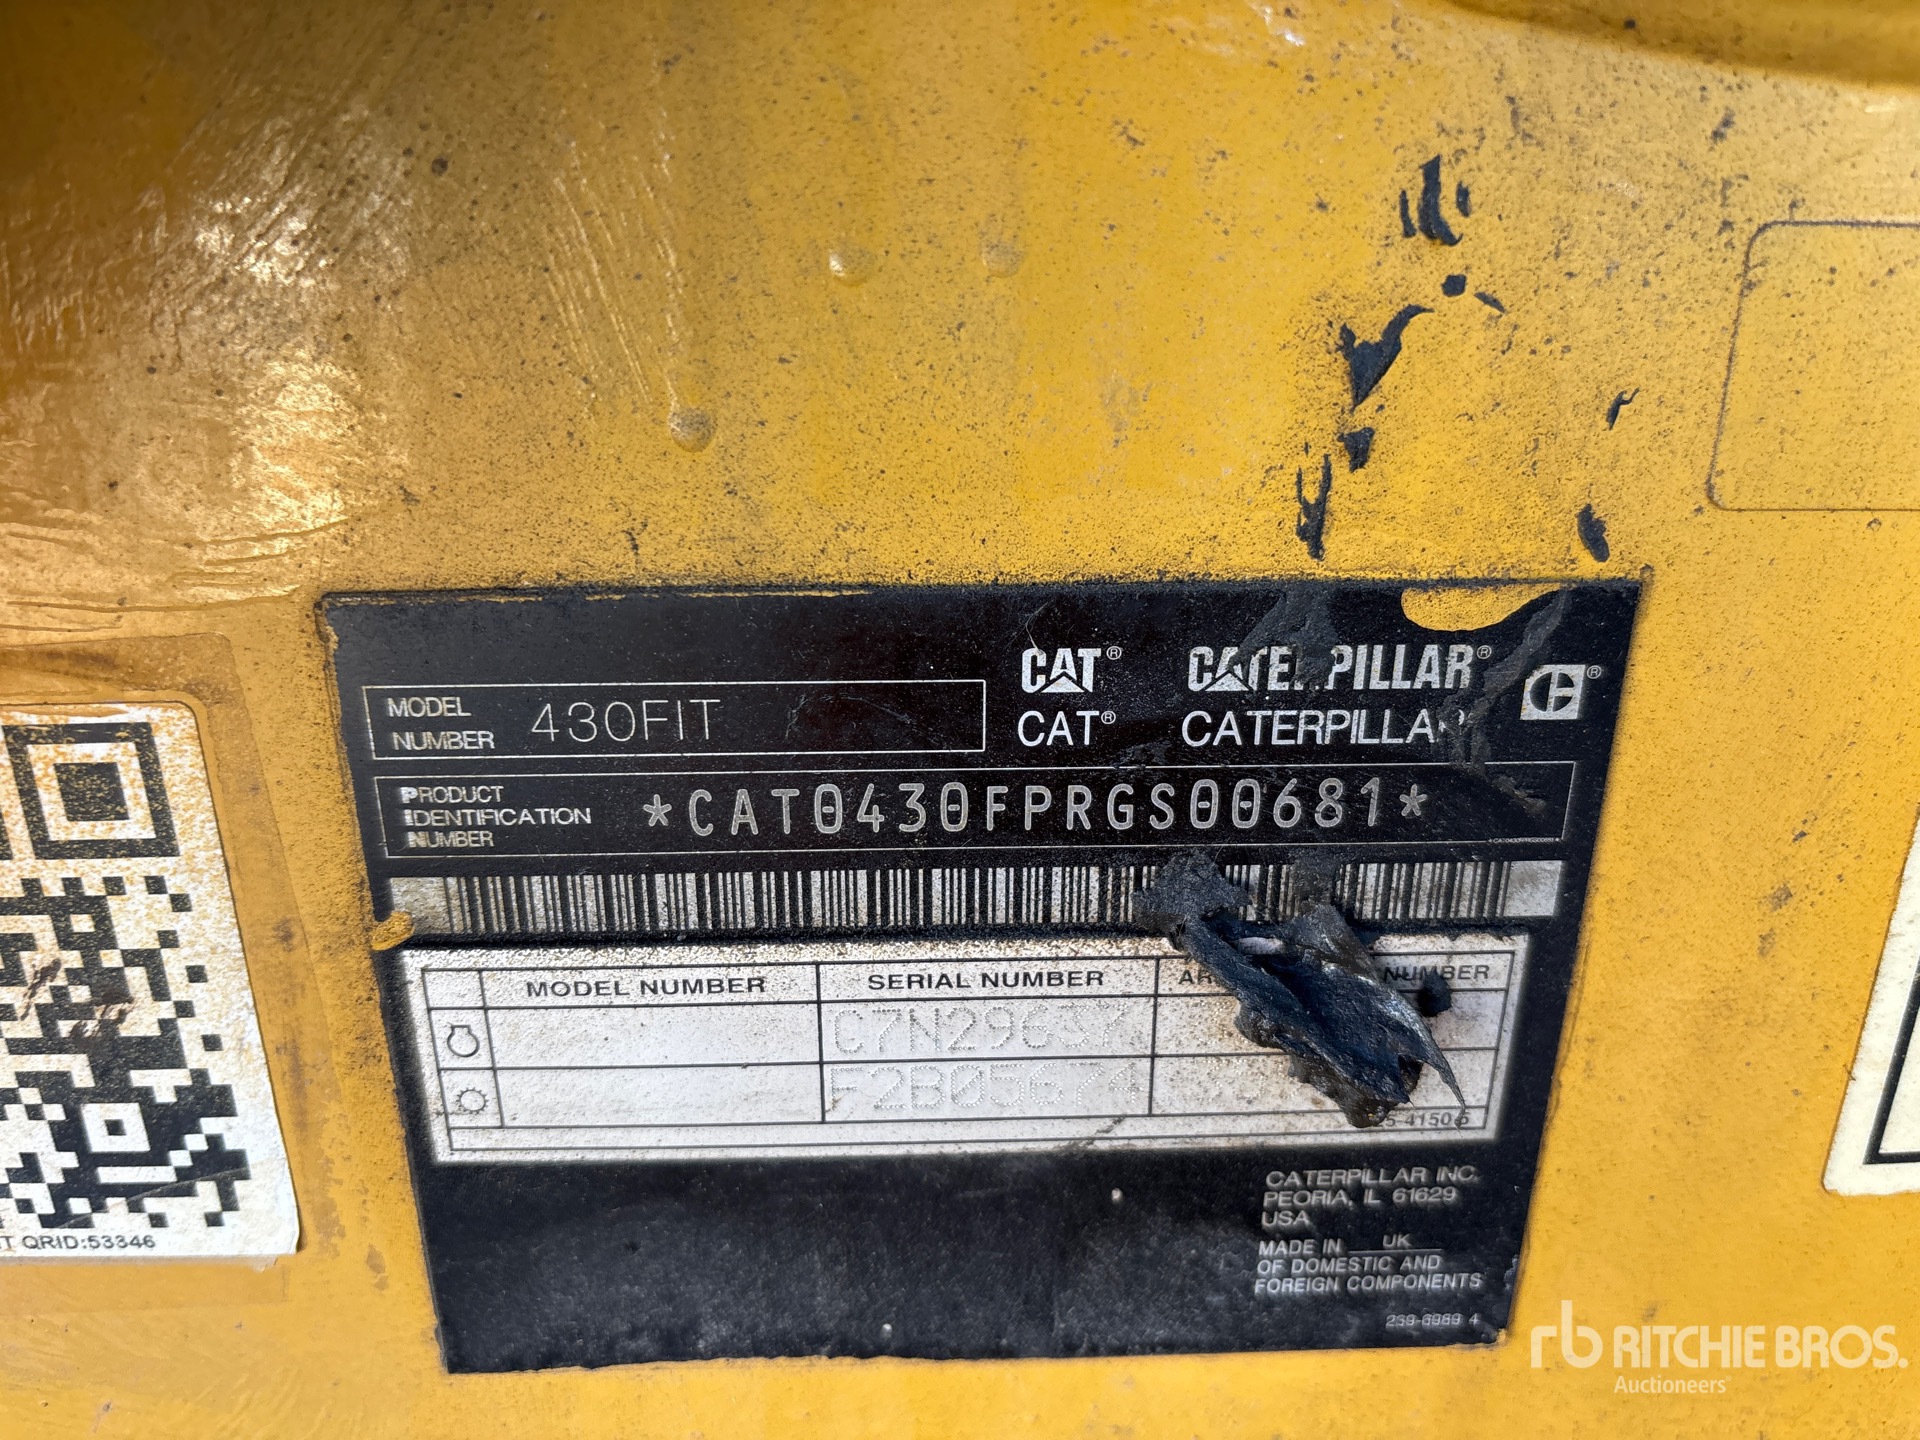 MODEL
NUMBER
430FIT
CAT® CATERPILLAR® ®
CAT® CATERPILLAR
PRODUCT
IDENTIFICATION
NUMBER
*CAT0430FPRGS00681*
MODEL NUMBER SERIAL NUMBER NUMBER
C7N29637
F2B05674
CATERPILLAR INC.
PEORIA, IL 61629
USA
MADE IN UK
OF DOMESTIC AND
FOREIGN COMPONENTS
QRID:53346
rb RITCHIE BROS.
Auctioneers